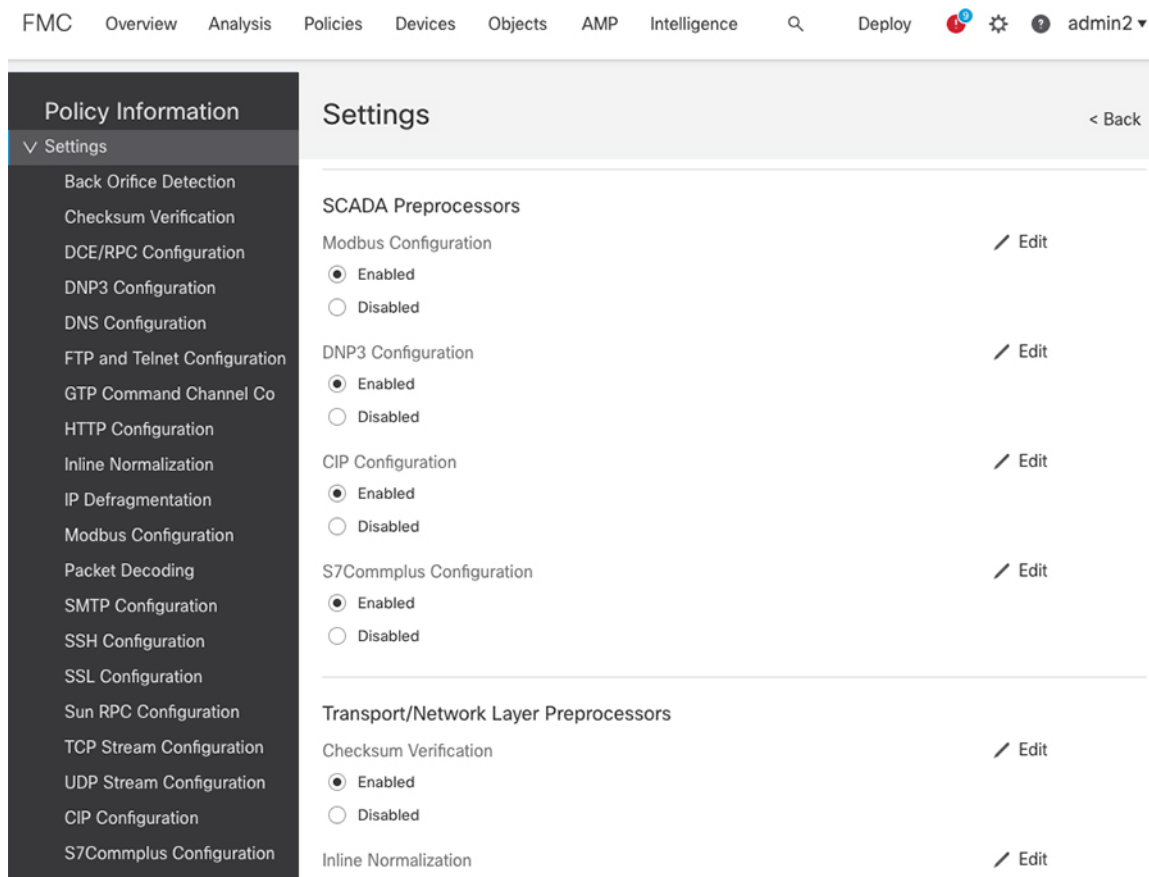 FMC Overview Analysis Policies Devices Objects AMP Intelligence Deploy 9 ? admin2
Policy Information
Settings
Back Orifice Detection
Checksum Verification
DCE/RPC Configuration
DNP3 Configuration
DNS Configuration
FTP and Telnet Configuration
GTP Command Channel Co
HTTP Configuration
Inline Normalization
IP Defragmentation
Modbus Configuration
Packet Decoding
SMTP Configuration
SSH Configuration
SSL Configuration
Sun RPC Configuration
TCP Stream Configuration
UDP Stream Configuration
CIP Configuration
S7Commplus Configuration
Settings
< Back
SCADA Preprocessors
Modbus Configuration Edit
Enabled
Disabled
DNP3 Configuration Edit
Enabled
Disabled
CIP Configuration Edit
Enabled
Disabled
S7Commplus Configuration Edit
Enabled
Disabled
Transport/Network Layer Preprocessors
Checksum Verification Edit
Enabled
Disabled
Inline Normalization Edit